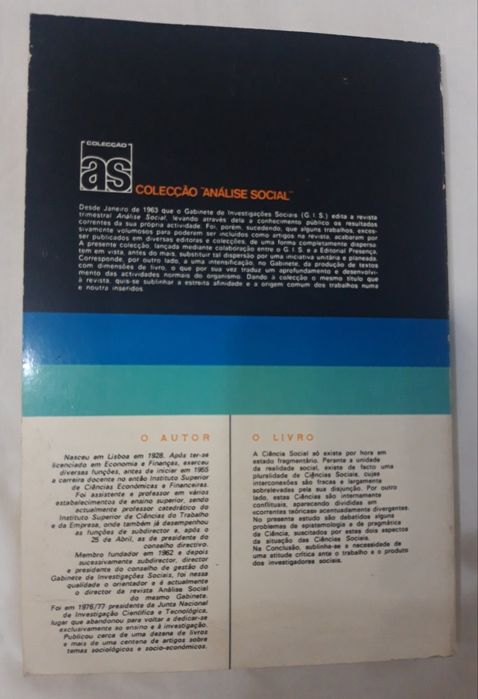 COLECÇÃO
as
COLECÇÃO "ANÁLISE SOCIAL"
Desde Janeiro de 1963 que o Gabinete de Investigações Sociais (G. I. S.) edita a revista
trimestral Análise Social, levando através dela a conhecimento público os resultados
correntes da sua própria actividade. Foi, porém, sucedendo, que alguns trabalhos, exces-
sivamente volumosos para poderem ser incluídos como artigos na revista, acabaram por
ser publicados em diversas editoras e colecções, de uma forma completamente dispersa.
A presente colecção, lançada mediante colaboração entre o G. I. S. e a Editorial Presença,
tem em vista, antes do mais, substituir tal dispersão por uma iniciativa unitária e planeada.
Corresponde, por outro lado, a uma intensificação, no Gabinete, da produção de textos
com dimensões de livro, o que por sua vez traduz um aprofundamento e desenvolvi-
mento das actividades normais do organismo. Dando à colecção o mesmo título que
à revista, quis-se sublinhar a estreita afinidade e a origem comum dos trabalhos numa
e noutra inseridos.
O AUTOR
Nasceu em Lisboa em 1928. Após ter-se
licenciado em Economia e Finanças, exerceu
diversas funções, antes de iniciar em 1955
a carreira docente no então Instituto Superior
de Ciências Económicas e Financeiras.
Foi assistente e professor em vários
estabelecimentos de ensino superior, sendo
actualmente professor catedrático do
Instituto Superior de Ciências do Trabalho
e da Empresa, onde também já desempenhou
as funções de subdirector e, após o
25 de Abril, as de presidente do
conselho directivo.
Membro fundador em 1962 e depois
sucessivamente subdirector, director
e presidente do conselho de gestão do
Gabinete de Investigações Sociais, foi nessa
qualidade o orientador e é actualmente
o director da revista Análise Social
do mesmo Gabinete.
Foi em 1976/77 presidente da Junta Nacional
de Investigação Científica e Tecnológica,
lugar que abandonou para voltar a dedicar-se
exclusivamente ao ensino e à investigação.
Publicou cerca de uma dezena de livros
e mais de uma centena de artigos sobre
temas sociológicos e socio-económicos.
O LIVRO
A Ciência Social só existe por hora em
estado fragmentário. Perante a unidade
da realidade social, existe de facto uma
pluralidade de Ciências Sociais, cujas
interconexões são fracas e largamente
sobrelevadas pela sua disjunção. Por outro
lado, estas Ciências são internamente
conflituais, aparecendo divididas em
«correntes teóricas» acentuadamente divergentes.
No presente estudo são debatidos alguns
problemas de epistemologia e de pragmática
da Ciência, suscitados por estes dois aspectos
da situação das Ciências Sociais.
Na Conclusão, sublinha-se a necessidade de
uma atitude crítica ante o trabalho e o produto
dos investigadores sociais.